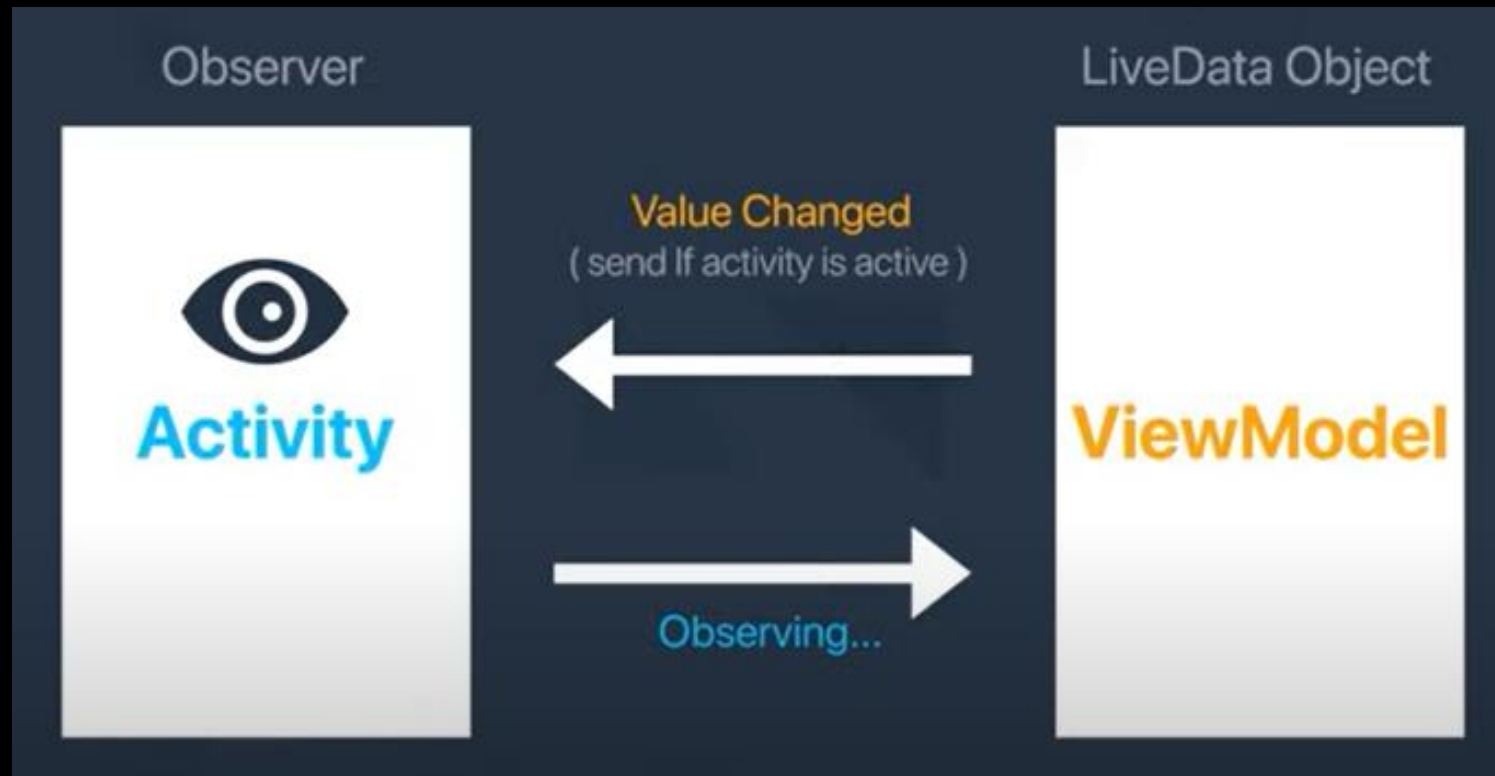 Observer
LiveData Object
Value Changed
( send If activity is active )
Activity
ViewModel
Observing...